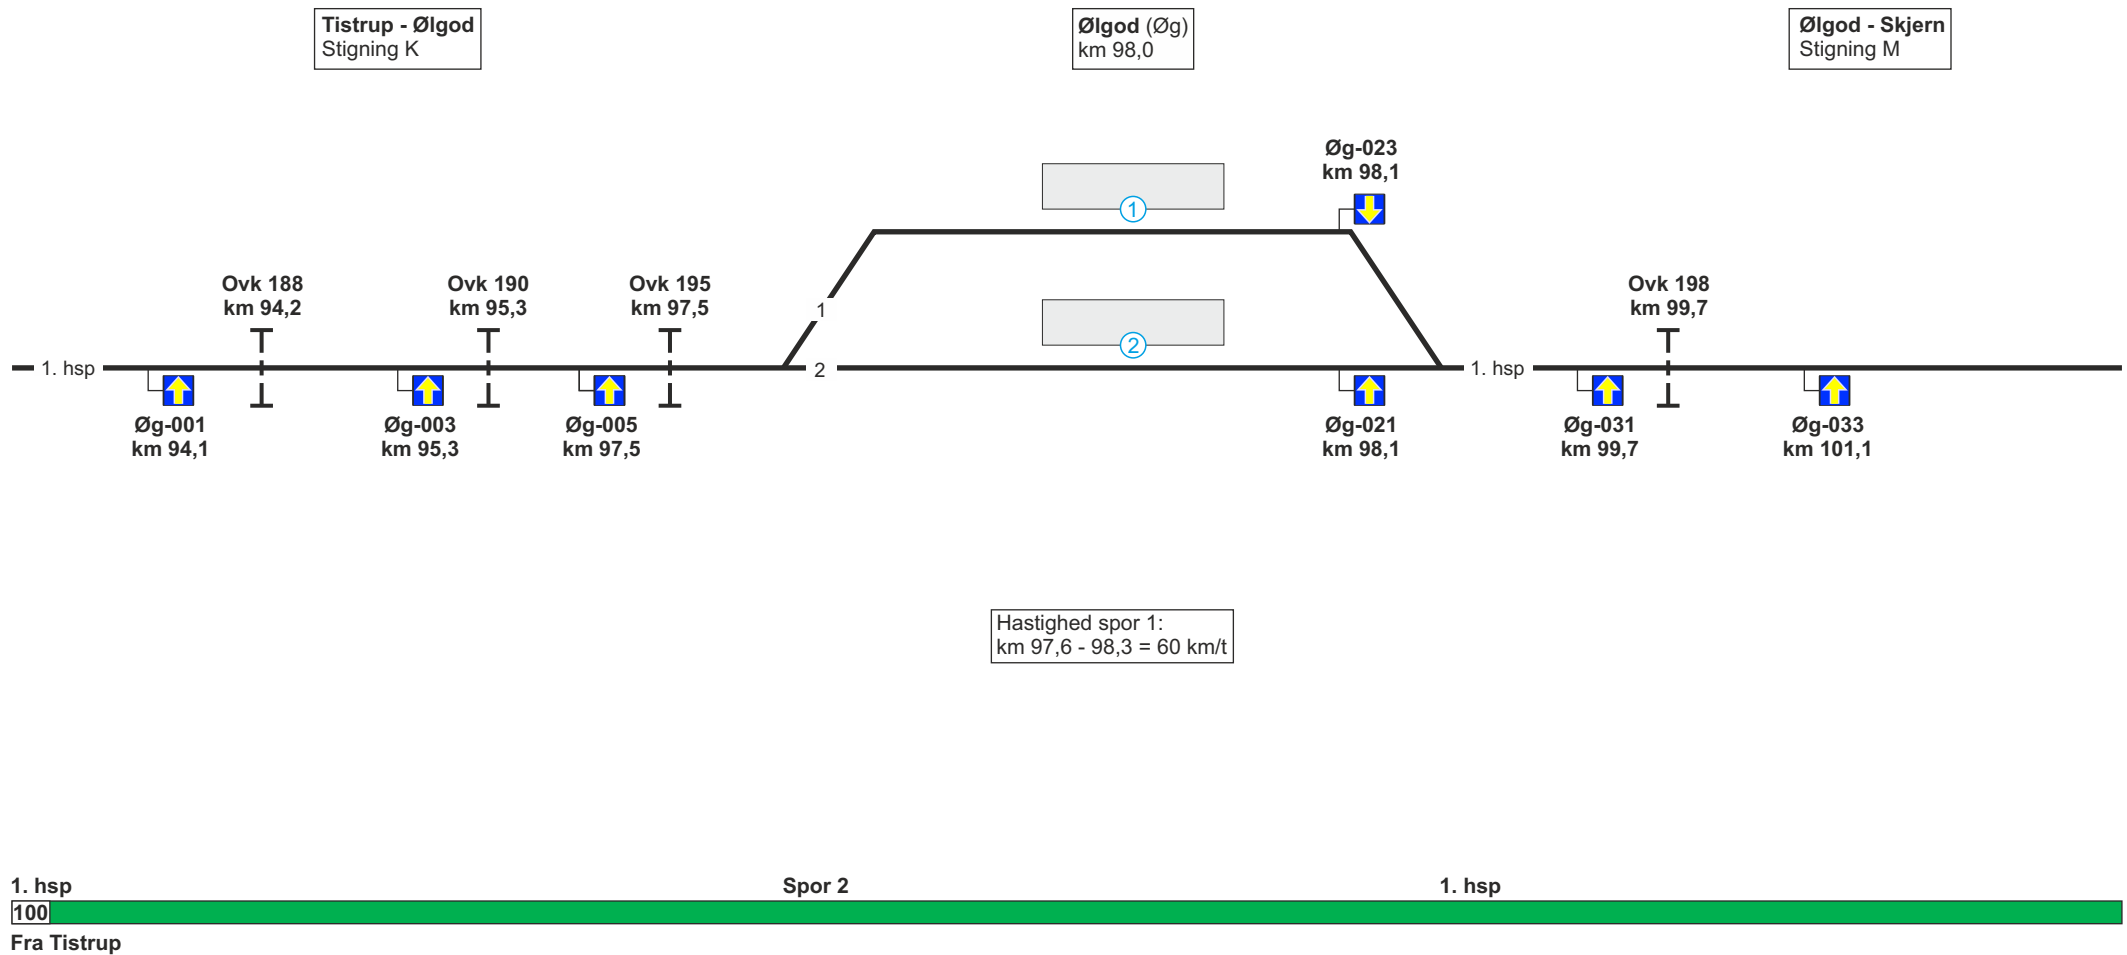 Tistrup - Ølgod
Stigning K
Ølgod (Øg)
km 98,0
Ølgod - Skjern
Stigning M
Øg-023
km 98,1
1
Ovk 188
km 94,2
Ovk 190
km 95,3
Ovk 195
km 97,5
1
Ovk 198
km 99,7
2
1. hsp
2
1. hsp
Øg-001
km 94,1
Øg-003
km 95,3
Øg-005
km 97,5
Øg-021
km 98,1
Øg-031
km 99,7
Øg-033
km 101,1
Hastighed spor 1:
km 97,6 - 98,3 = 60 km/t
1. hsp
Spor 2
1. hsp
100
Fra Tistrup